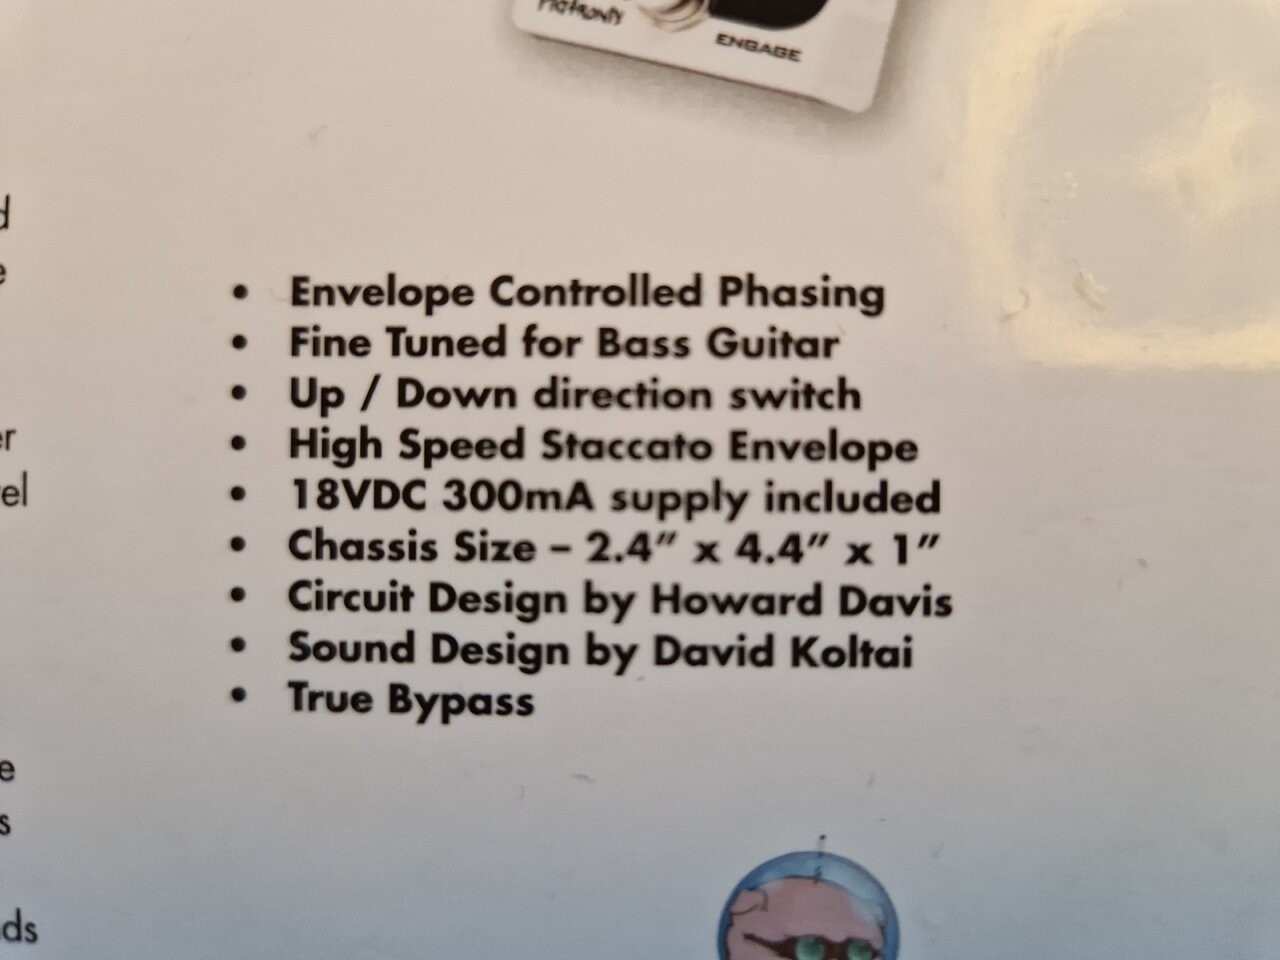 Pigtronix
ENGAGE
• Envelope Controlled Phasing
• Fine Tuned for Bass Guitar
• Up / Down direction switch
• High Speed Staccato Envelope
• 18VDC 300mA supply included
• Chassis Size – 2.4” x 4.4” x 1”
• Circuit Design by Howard Davis
• Sound Design by David Koltai
• True Bypass